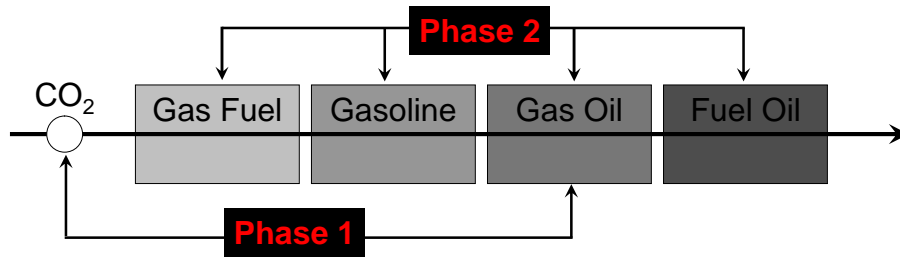 Phase 2
CO₂
Gas Fuel
Gasoline
Gas Oil
Fuel Oil
Phase 1